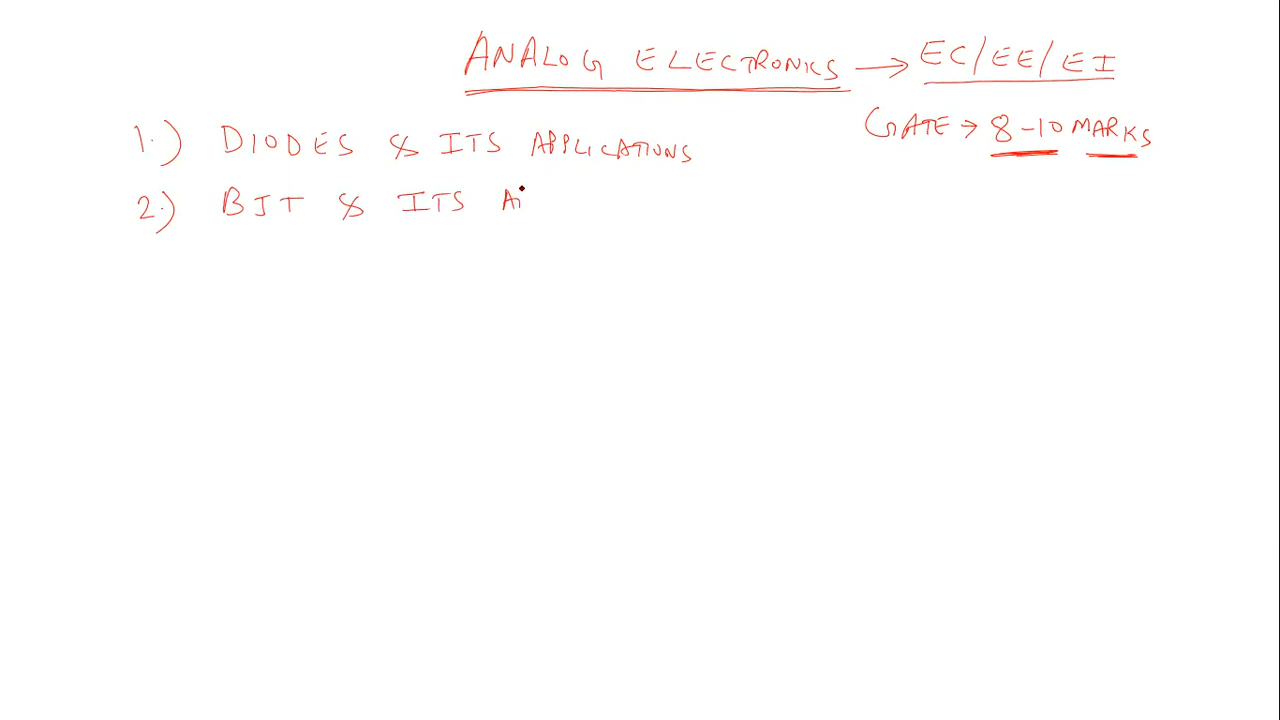 ANALOG ELECTRONICS → EC/EE/EI
GATE → 8-10 MARKS
1.) DIODES & ITS APPLICATIONS
2.) BJT & ITS